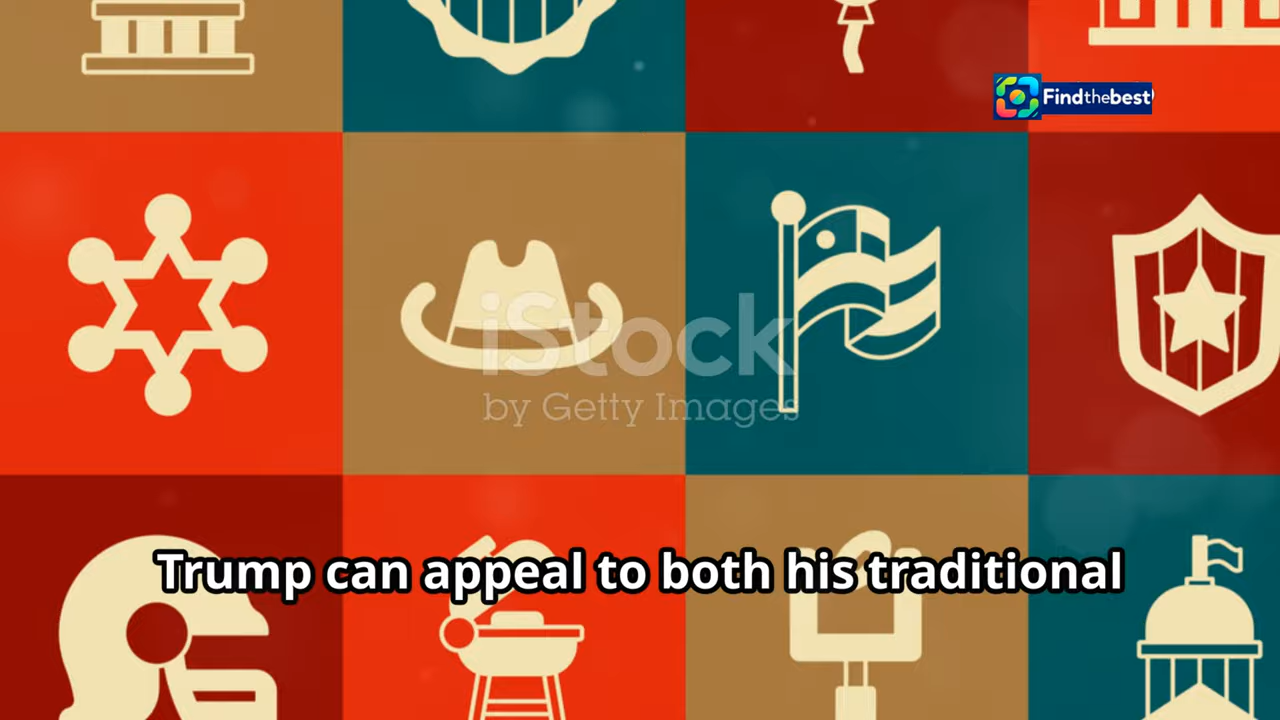 Findthebest
iStock
by Getty Images
Trump can appeal to both his traditional